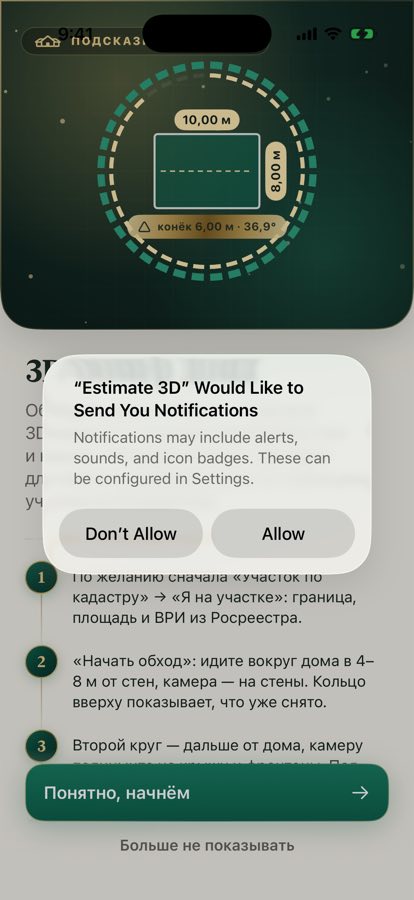 9:41
ПОДСКАЗ
10,00 м
8,00 м
конёк 6,00 м · 36,9°
“Estimate 3D” Would Like to
Send You Notifications
Notifications may include alerts,
sounds, and icon badges. These can
be configured in Settings.
Don’t Allow
Allow
1
По желанию сначала «Участок по
кадастру» → «Я на участке»: граница,
площадь и ВРИ из Росреестра.
2
«Начать обход»: идите вокруг дома в 4–
8 м от стен, камера — на стены. Кольцо
вверху показывает, что уже снято.
3
Второй круг — дальше от дома, камеру
Понятно, начнём
Больше не показывать